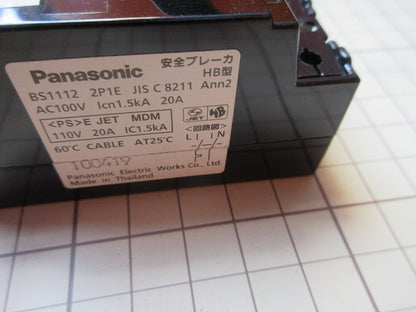 Panasonic 安全ブレーカ
HB型
BS1112 2P1E JIS C 8211 Ann2
AC100V Icn1.5kA 20A
<PS>E JET MDM
110V 20A IC1.5kA
60℃ CABLE AT25℃
JET HB
<回路図>
L N
100419
Panasonic Electric Works Co., Ltd.
Made in Thailand